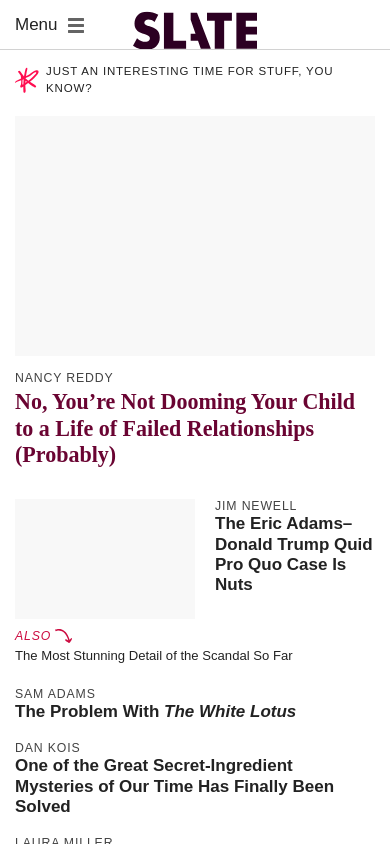 Menu
SLATE
JUST AN INTERESTING TIME FOR STUFF, YOU
KNOW?
NANCY REDDY
No, You’re Not Dooming Your Child
to a Life of Failed Relationships
(Probably)
JIM NEWELL
The Eric Adams–
Donald Trump Quid
Pro Quo Case Is
Nuts
ALSO
The Most Stunning Detail of the Scandal So Far
SAM ADAMS
The Problem With The White Lotus
DAN KOIS
One of the Great Secret-Ingredient
Mysteries of Our Time Has Finally Been
Solved
LAURA MILLER